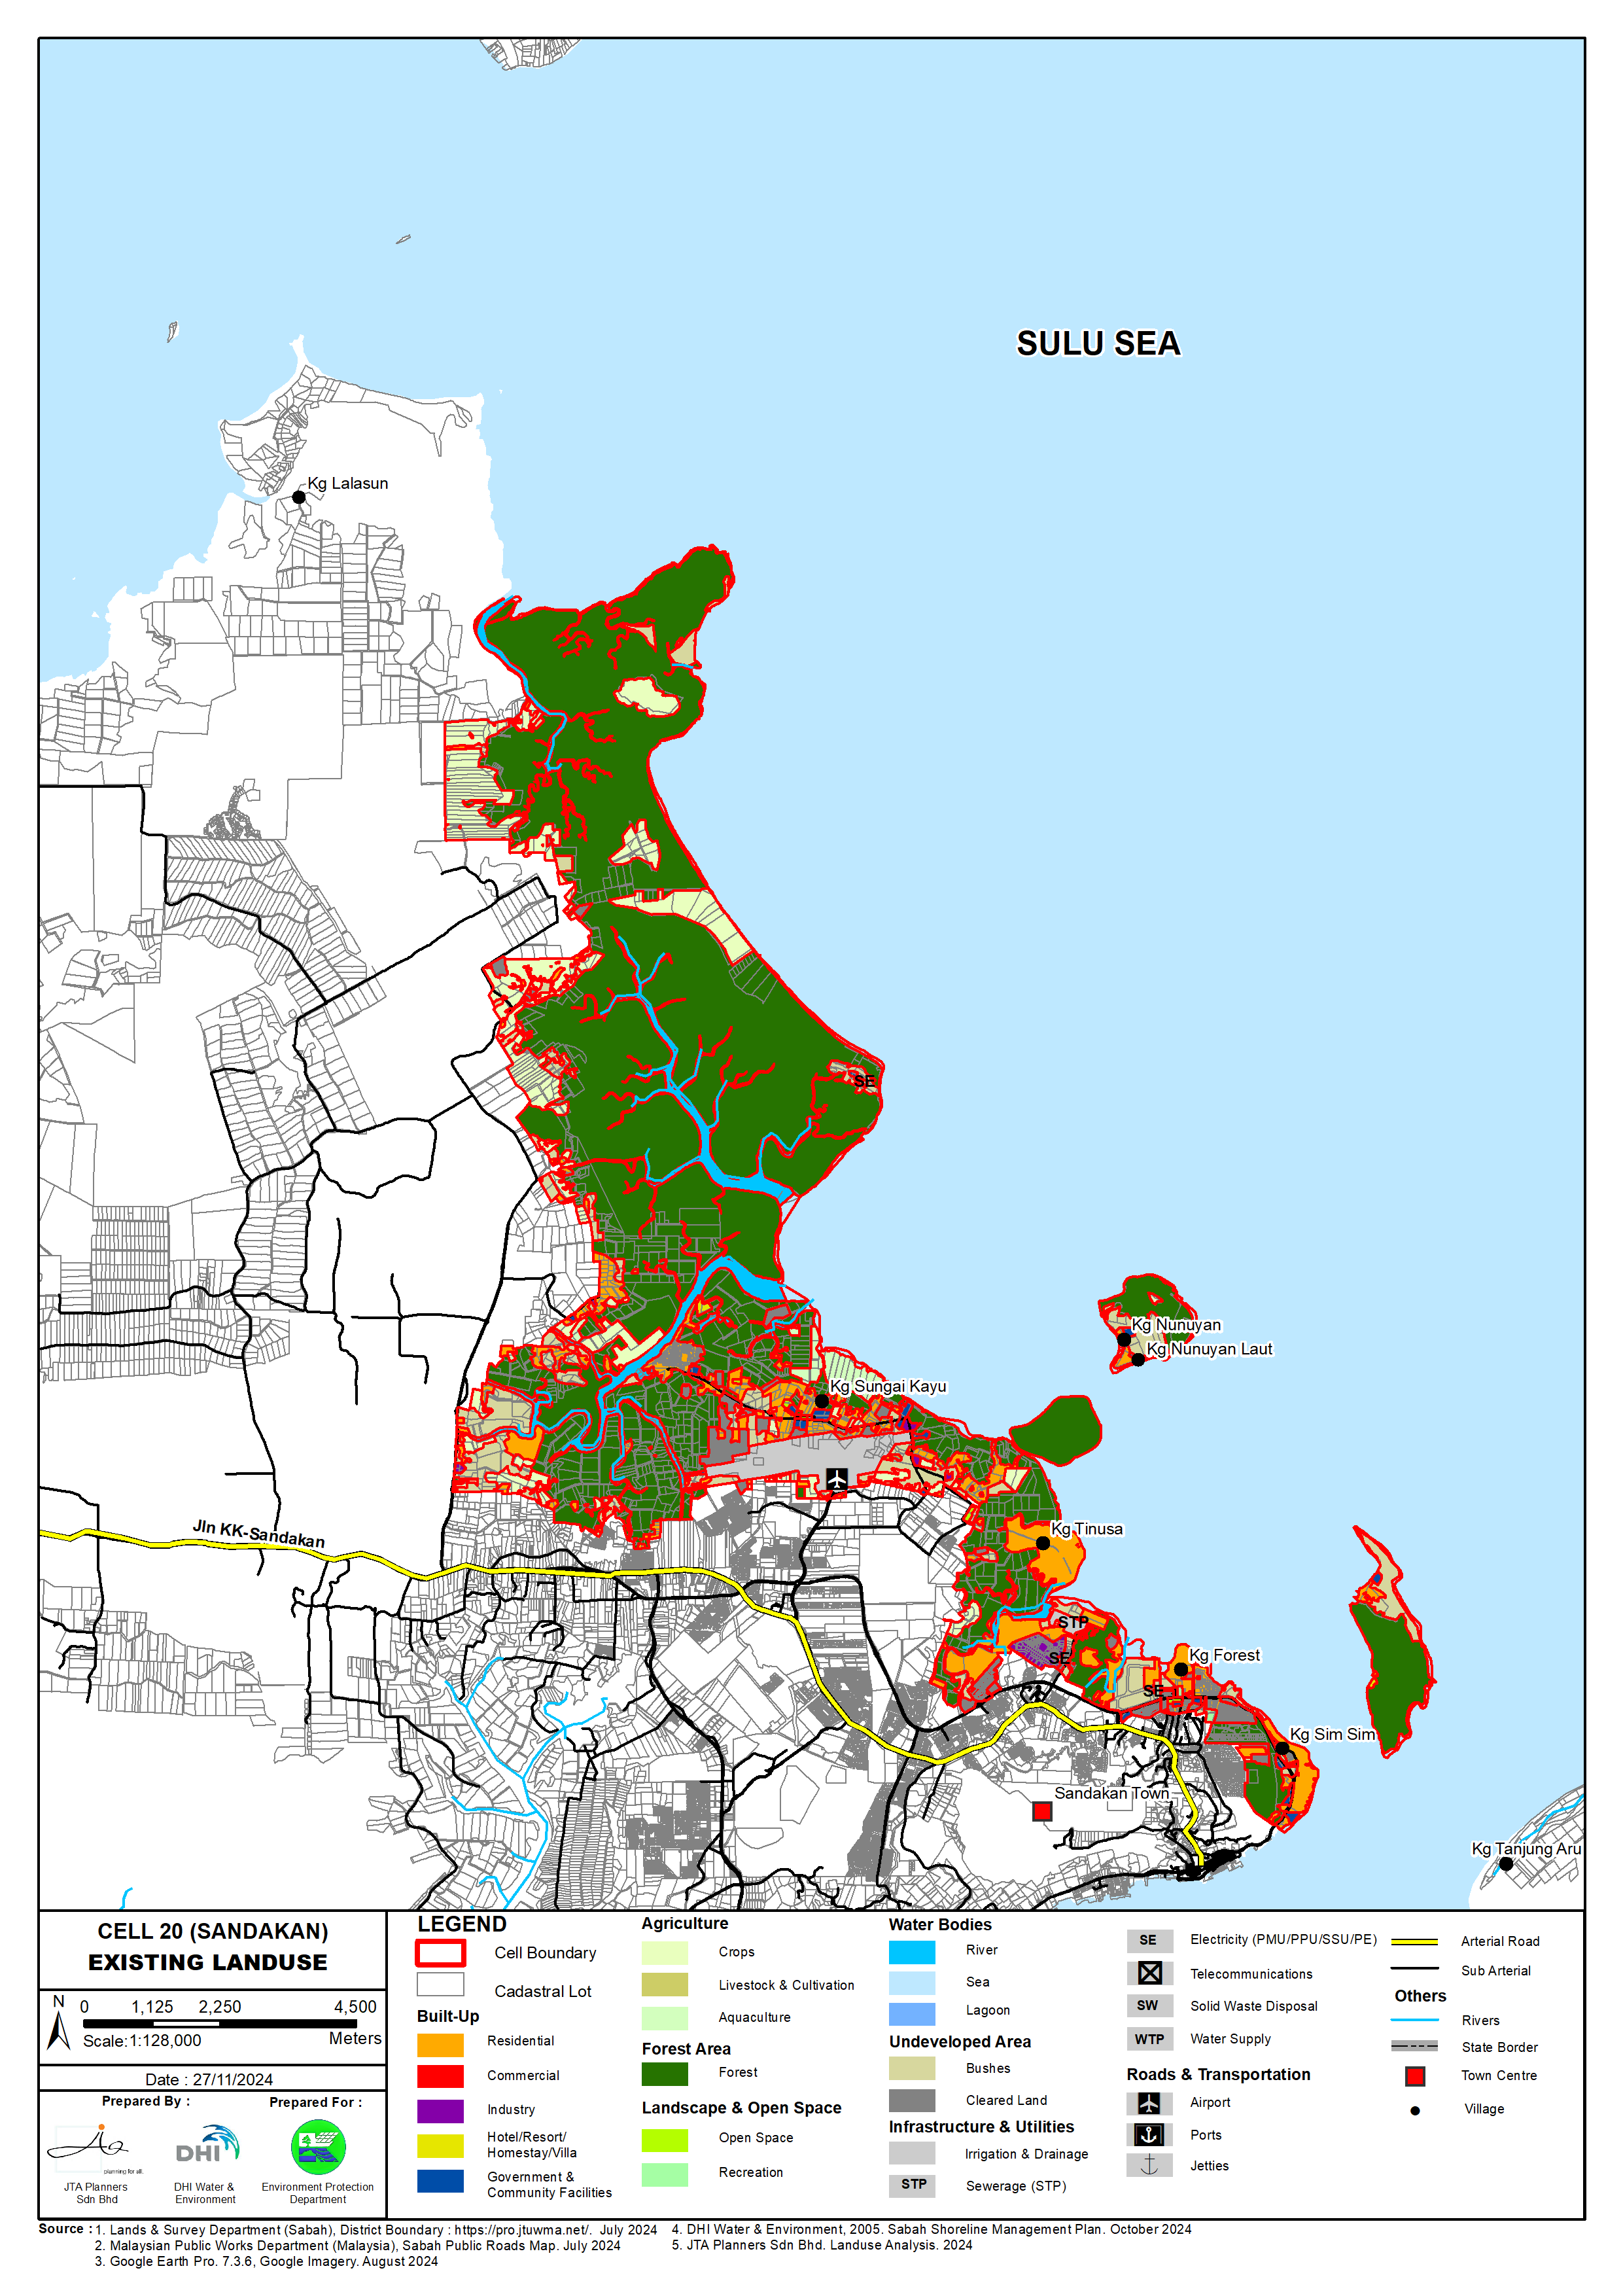 SULU SEA
Kg Lalasun
SE
Kg Nunuyan
Kg Nunuyan Laut
Kg Sungai Kayu
Jln KK-Sandakan
Kg Tinusa
STP
SE
Kg Forest
SE
Kg Sim Sim
Sandakan Town
Kg Tanjung Aru
CELL 20 (SANDAKAN)
EXISTING LANDUSE
N
0 1,125 2,250 4,500
Scale:1:128,000 Meters
Date : 27/11/2024
Prepared By :
Prepared For :
planning for all.
DHI
JTA Planners
Sdn Bhd
DHI Water &
Environment
Environment Protection
Department
LEGEND
Cell Boundary
Cadastral Lot
Built-Up
Residential
Commercial
Industry
Hotel/Resort/
Homestay/Villa
Government &
Community Facilities
Agriculture
Crops
Livestock & Cultivation
Aquaculture
Forest Area
Forest
Landscape & Open Space
Open Space
Recreation
Water Bodies
River
Sea
Lagoon
Undeveloped Area
Bushes
Cleared Land
Infrastructure & Utilities
Irrigation & Drainage
STP Sewerage (STP)
SE Electricity (PMU/PPU/SSU/PE)
Telecommunications
SW Solid Waste Disposal
WTP Water Supply
Roads & Transportation
Airport
Ports
Jetties
Arterial Road
Sub Arterial
Others
Rivers
State Border
Town Centre
Village
Source : 1. Lands & Survey Department (Sabah), District Boundary : https://pro.jtuwma.net/. July 2024
2. Malaysian Public Works Department (Malaysia), Sabah Public Roads Map. July 2024
3. Google Earth Pro. 7.3.6, Google Imagery. August 2024
4. DHI Water & Environment, 2005. Sabah Shoreline Management Plan. October 2024
5. JTA Planners Sdn Bhd. Landuse Analysis. 2024